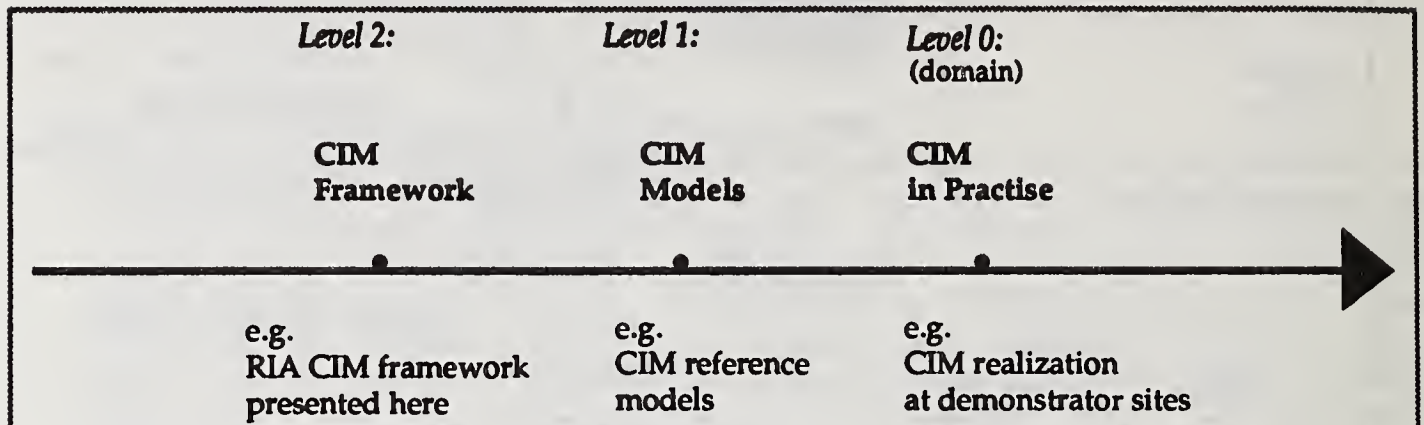 Level 2:
Level 1:
Level 0:
(domain)
CIM
Framework
CIM
Models
CIM
in Practise
e.g.
RIA CIM framework
presented here
e.g.
CIM reference
models
e.g.
CIM realization
at demonstrator sites